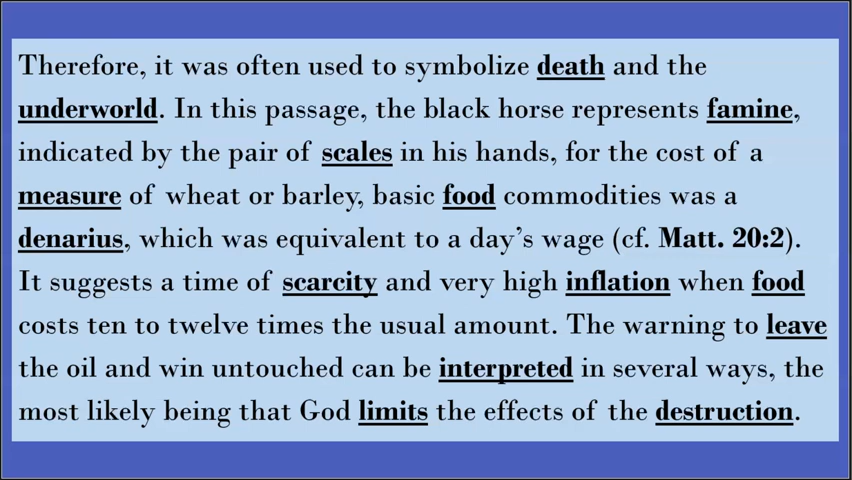 Therefore, it was often used to symbolize death and the
underworld. In this passage, the black horse represents famine,
indicated by the pair of scales in his hands, for the cost of a
measure of wheat or barley, basic food commodities was a
denarius, which was equivalent to a day's wage (cf. Matt. 20:2).
It suggests a time of scarcity and very high inflation when food
costs ten to twelve times the usual amount. The warning to leave
the oil and win untouched can be interpreted in several ways, the
most likely being that God limits the effects of the destruction.